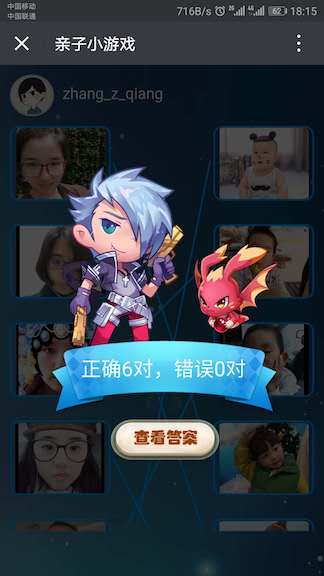 中国移动
中国联通
716B/s
2G
4G
62
18:15
亲子小游戏
zhang_z_qiang
正确6对，错误0对
查看答案